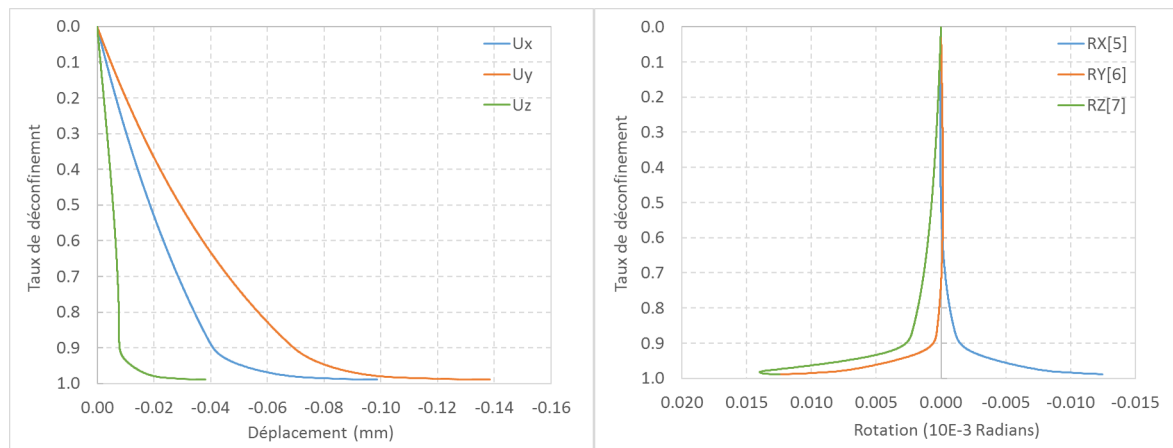 0.0
0.1
0.2
0.3
0.4
0.5
0.6
0.7
0.8
0.9
1.0
Taux de déconfinemnt
0.00 -0.02 -0.04 -0.06 -0.08 -0.10 -0.12 -0.14 -0.16
Déplacement (mm)
Ux
Uy
Uz
0.0
0.1
0.2
0.3
0.4
0.5
0.6
0.7
0.8
0.9
1.0
Taux de déconfinement
0.020 0.015 0.010 0.005 0.000 -0.005 -0.010 -0.015
Rotation (10E-3 Radians)
RX[5]
RY[6]
RZ[7]